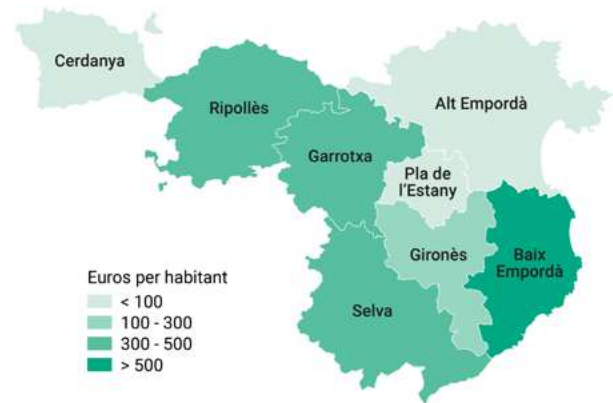 Cerdanya
Ripollès
Alt Empordà
Garrotxa
Pla de
l'Estany
Gironès
Baix
Empordà
Selva
Euros per habitant
< 100
100 - 300
300 - 500
> 500